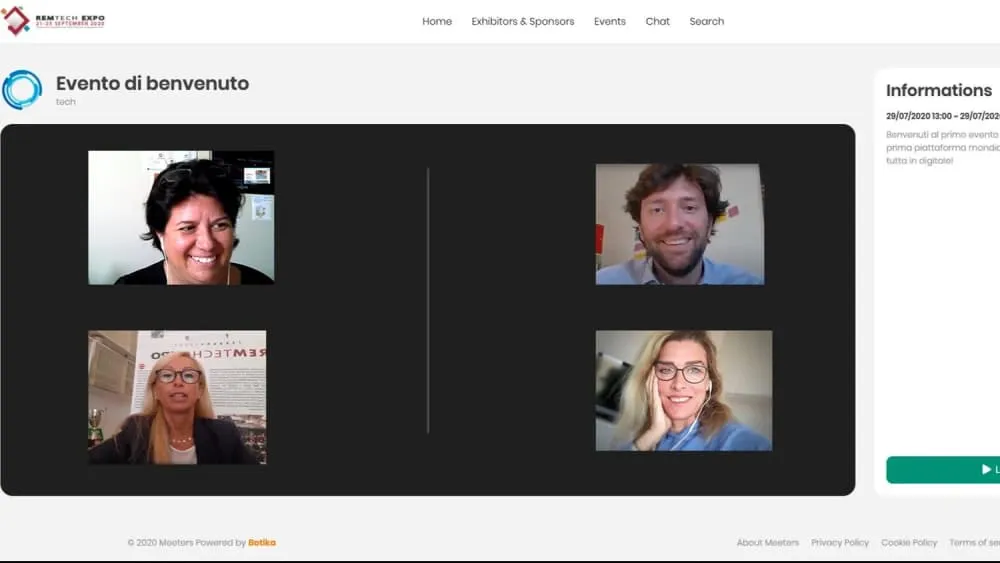 REMTECH EXPO
21-25 SEPTEMBER 2020
Home
Exhibitors & Sponsors
Events
Chat
Search
Evento di benvenuto
tech
Informations
29/07/2020 13:00 - 29/07/202
Benvenuti al primo evento
prima piattaforma mondia
tutta in digitale!
REMTECH
L
© 2020 Meeters Powered by Botika
About Meeters
Privacy Policy
Cookie Policy
Terms of se